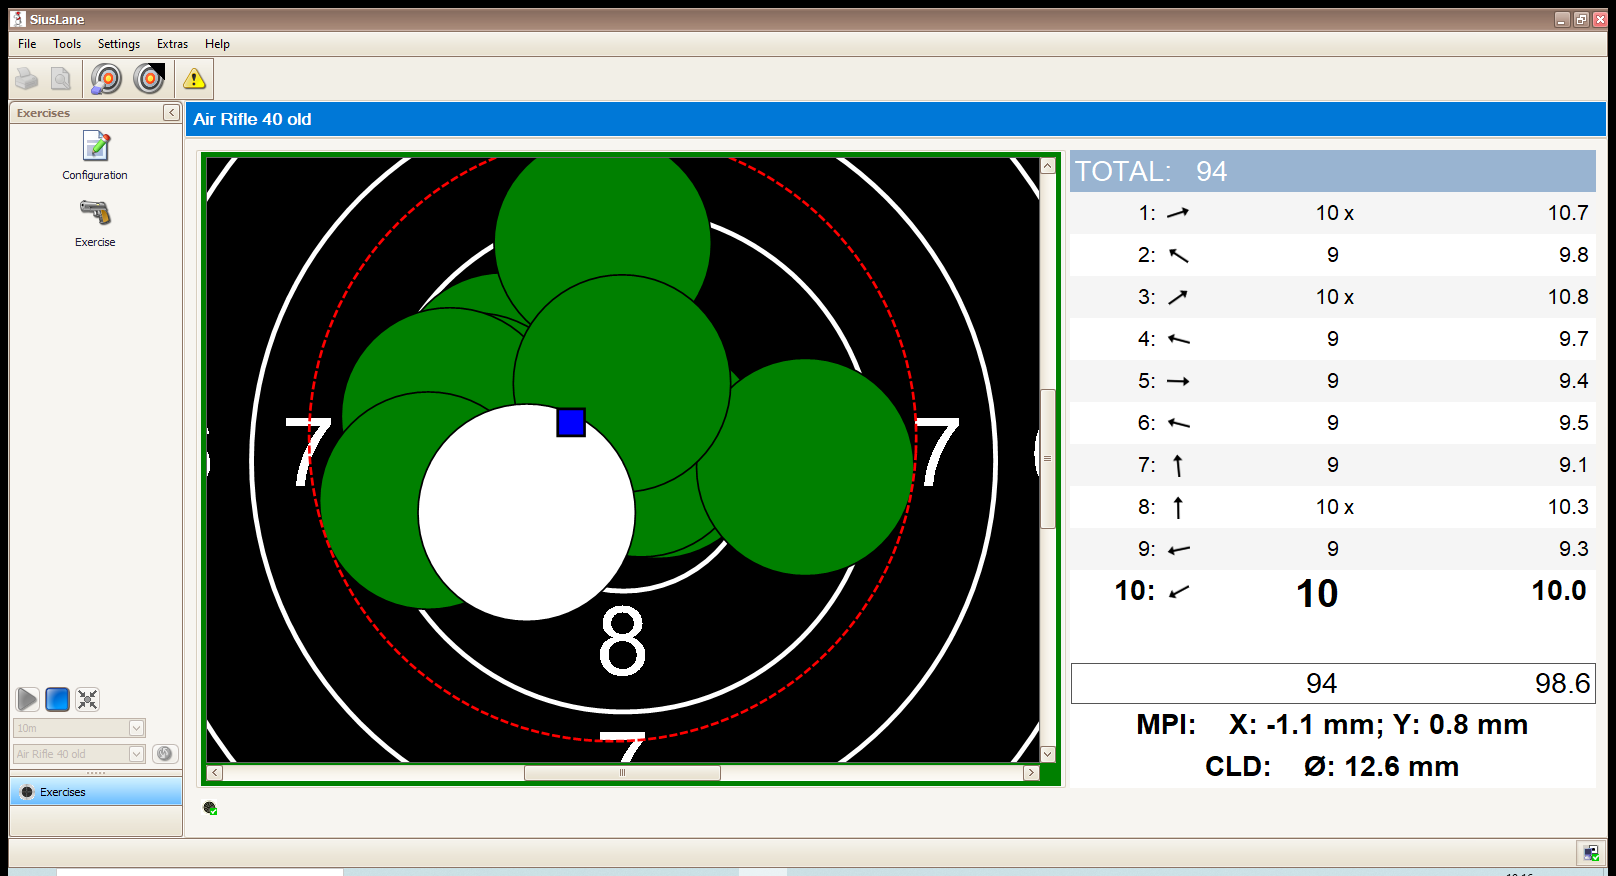 SiusLane
File Tools Settings Extras Help
Exercises
Configuration
Exercise
10m
Air Rifle 40 old
Exercises
Air Rifle 40 old
7 7
8
7
TOTAL: 94
1: 10 x 10.7
2: 9 9.8
3: 10 x 10.8
4: 9 9.7
5: 9 9.4
6: 9 9.5
7: 9 9.1
8: 10 x 10.3
9: 9 9.3
10: 10 10.0
94 98.6
MPI: X: -1.1 mm; Y: 0.8 mm
CLD: Ø: 12.6 mm